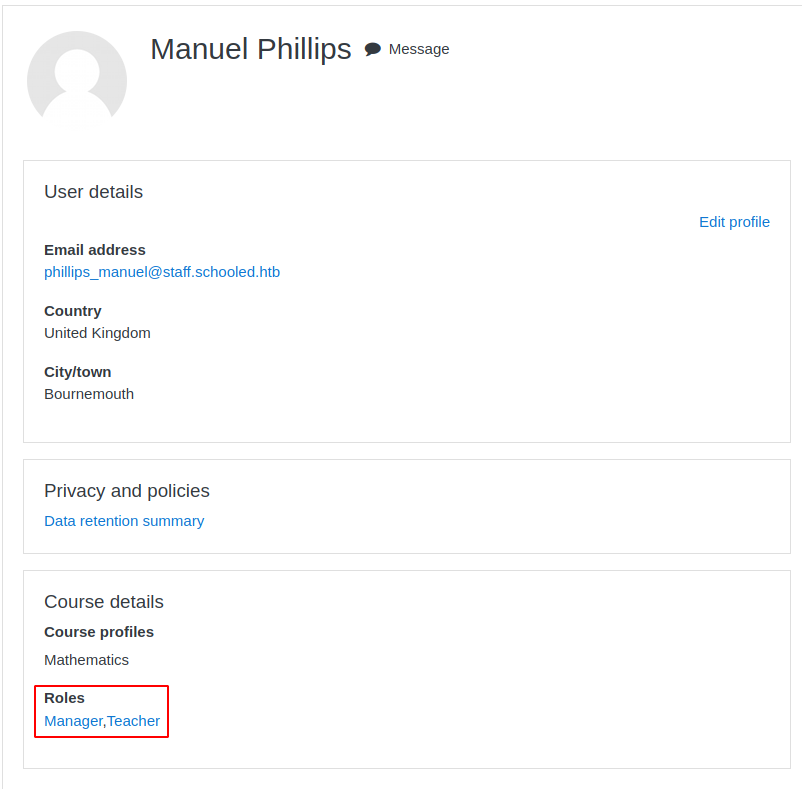 Manuel Phillips Message
User details
Edit profile
Email address
phillips_manuel@staff.schooled.htb
Country
United Kingdom
City/town
Bournemouth
Privacy and policies
Data retention summary
Course details
Course profiles
Mathematics
Roles
Manager,Teacher